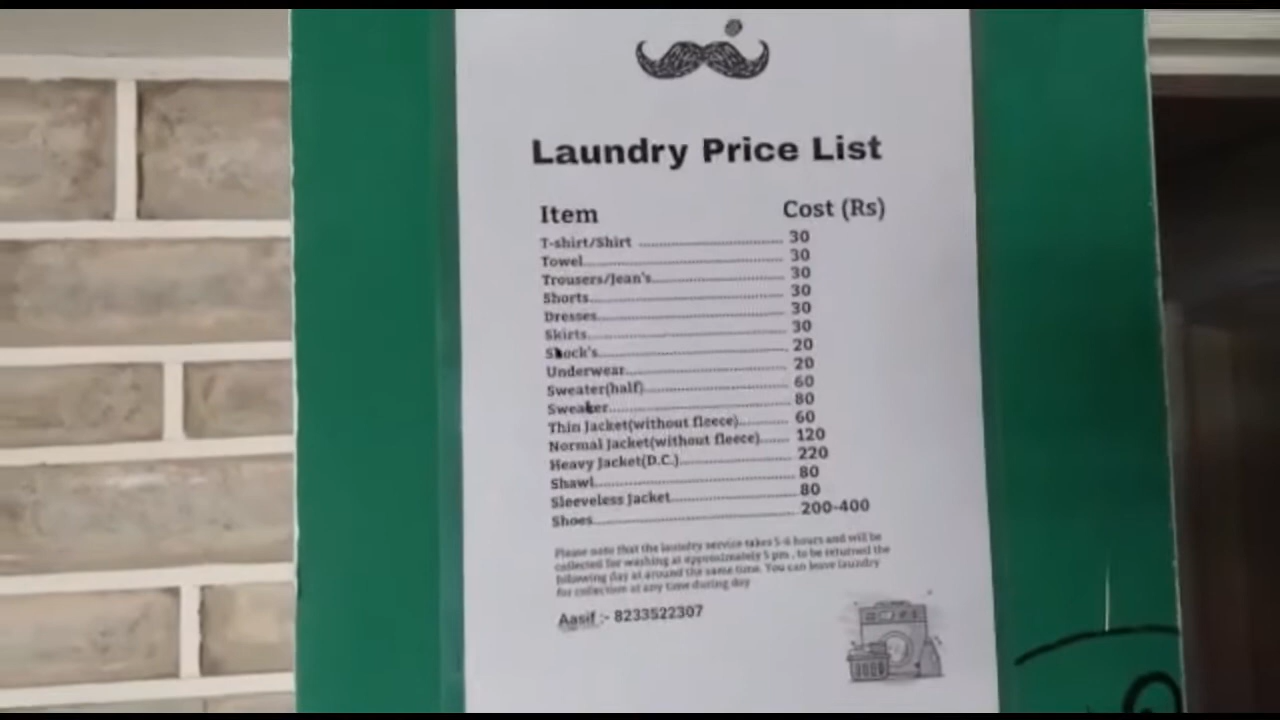 Laundry Price List
Item Cost (Rs)
T-shirt/Shirt 30
Towel 30
Trousers/Jean's 30
Shorts 30
Dresses 30
Skirts 30
Shock's 20
Underwear 20
Sweater(half) 60
Sweater 80
Thin Jacket(without fleece) 60
Normal Jacket(without fleece) 120
Heavy Jacket(D.C.) 220
Shawl 80
Sleeveless Jacket 80
Shoes 200-400
Please note that the laundry service takes 5-6 hours and will be
collected for washing at approximately 5 pm , to be returned the
following day at around the same time. You can leave laundry
for collection at any time during day
Aasif :- 8233522307